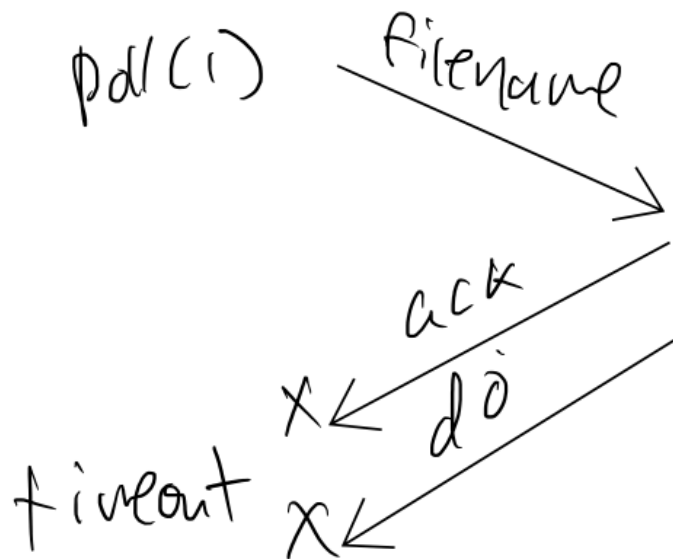 pdl(1)
filename
ack
X
d0
timeout
X